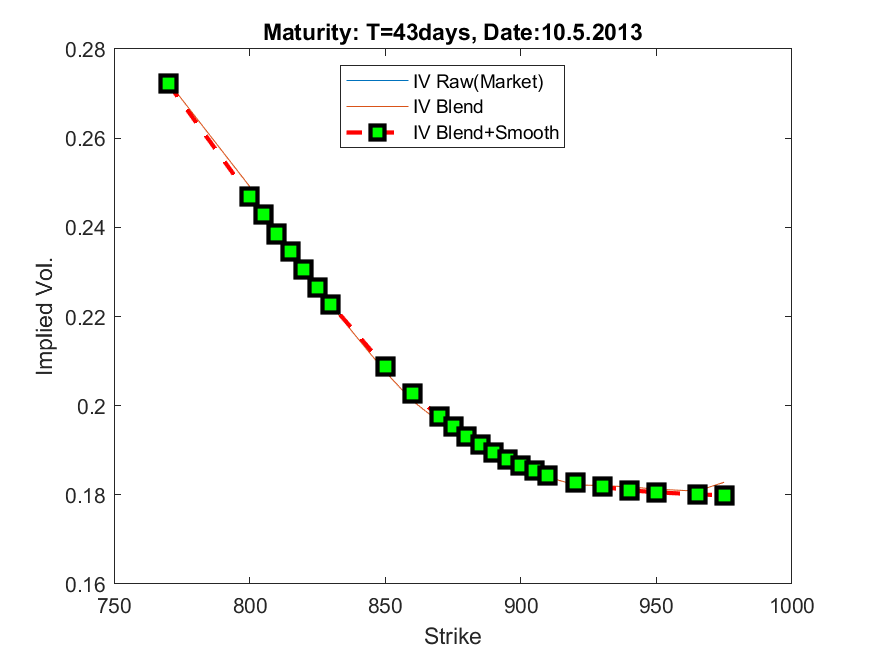 Maturity: T=43days, Date:10.5.2013
IV Raw(Market)
IV Blend
IV Blend+Smooth
Implied Vol.
0.28
0.26
0.24
0.22
0.2
0.18
0.16
750 800 850 900 950 1000
Strike